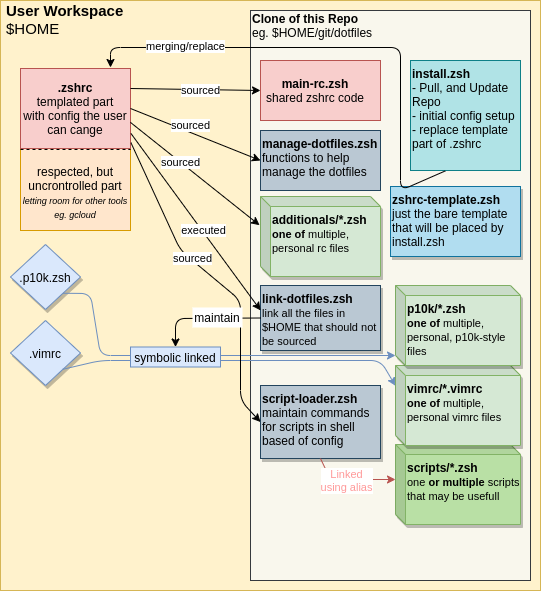 User Workspace
$HOME
Clone of this Repo
eg. $HOME/git/dotfiles
merging/replace
.zshrc
templated part
with config the user
can cange
respected, but
uncontrolled part
letting room for other tools
eg. gcloud
sourced
sourced
sourced
executed
sourced
main-rc.zsh
shared zshrc code
install.zsh
- Pull, and Update
Repo
- initial config setup
- replace template
part of .zshrc
manage-dotfiles.zsh
functions to help
manage the dotfiles
zshrc-template.zsh
just the bare template
that will be placed by
install.zsh
additionals/*.zsh
one of multiple,
personal rc files
.p10k.zsh
.vimrc
maintain
symbolic linked
link-dotfiles.zsh
link all the files in
$HOME that should not
be sourced
p10k/*.zsh
one of multiple,
personal, p10k-style
files
vimrc/*.vimrc
one of multiple,
personal vimrc files
script-loader.zsh
maintain commands
for scripts in shell
based of config
Linked
using alias
scripts/*.zsh
one or multiple scripts
that may be usefull